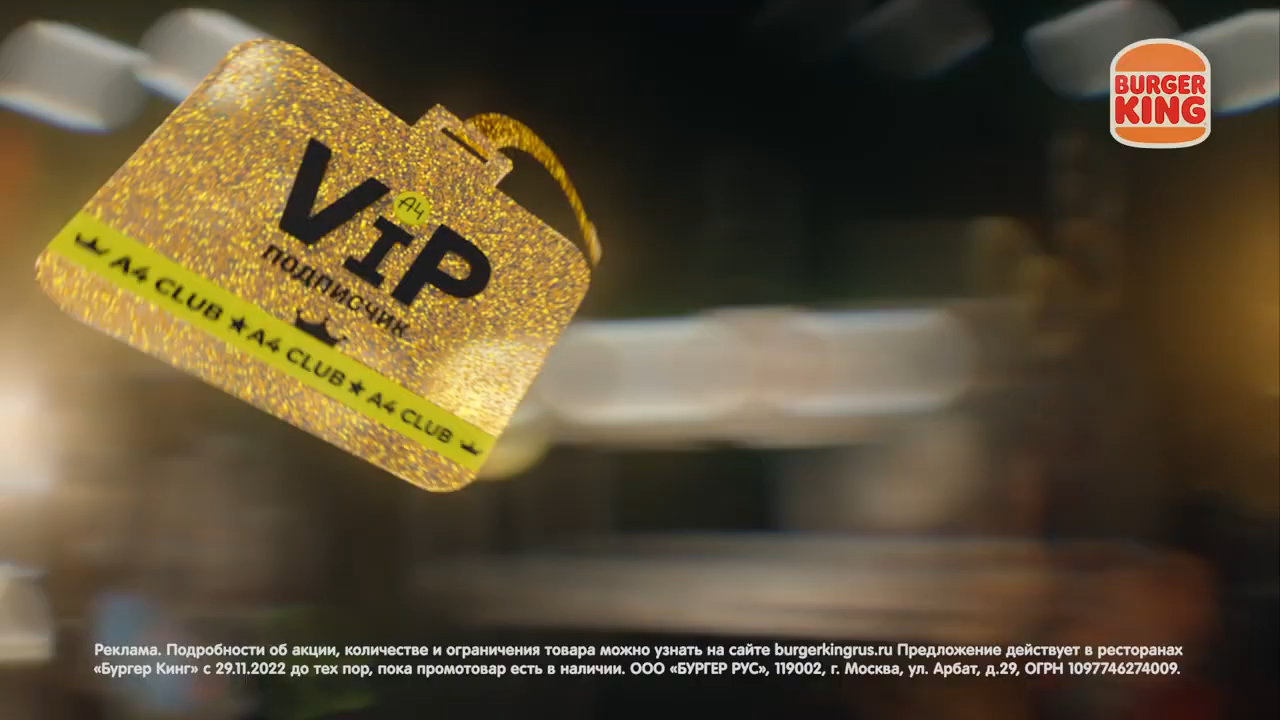 BURGER
KING
VIP
A4
ПОДПИСЧИК
A4 CLUB ★ A4 CLUB ★ A4 CLUB
Реклама. Подробности об акции, количестве и ограничения товара можно узнать на сайте burgerkingrus.ru Предложение действует в ресторанах
«Бургер Кинг» с 29.11.2022 до тех пор, пока промотовар есть в наличии. ООО «БУРГЕР РУС», 119002, г. Москва, ул. Арбат, д.29, ОГРН 1097746274009.